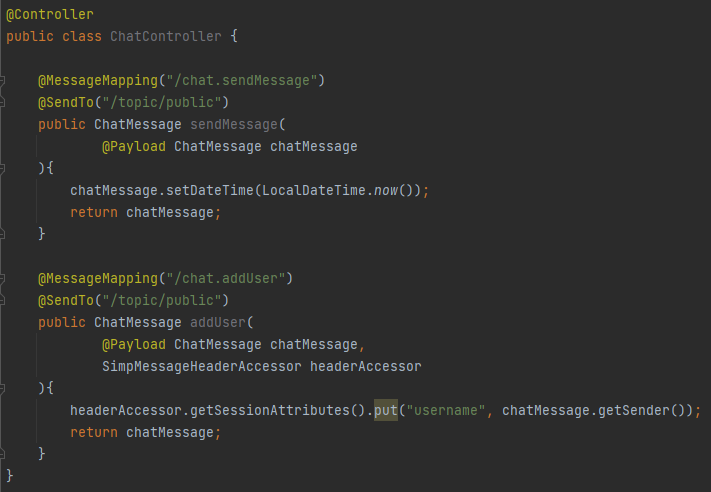 @Controller
public class ChatController {
@MessageMapping("/chat.sendMessage")
@SendTo("/topic/public")
public ChatMessage sendMessage(
@Payload ChatMessage chatMessage
){
chatMessage.setDateTime(LocalDateTime.now());
return chatMessage;
}
@MessageMapping("/chat.addUser")
@SendTo("/topic/public")
public ChatMessage addUser(
@Payload ChatMessage chatMessage,
SimpMessageHeaderAccessor headerAccessor
){
headerAccessor.getSessionAttributes().put("username", chatMessage.getSender());
return chatMessage;
}
}